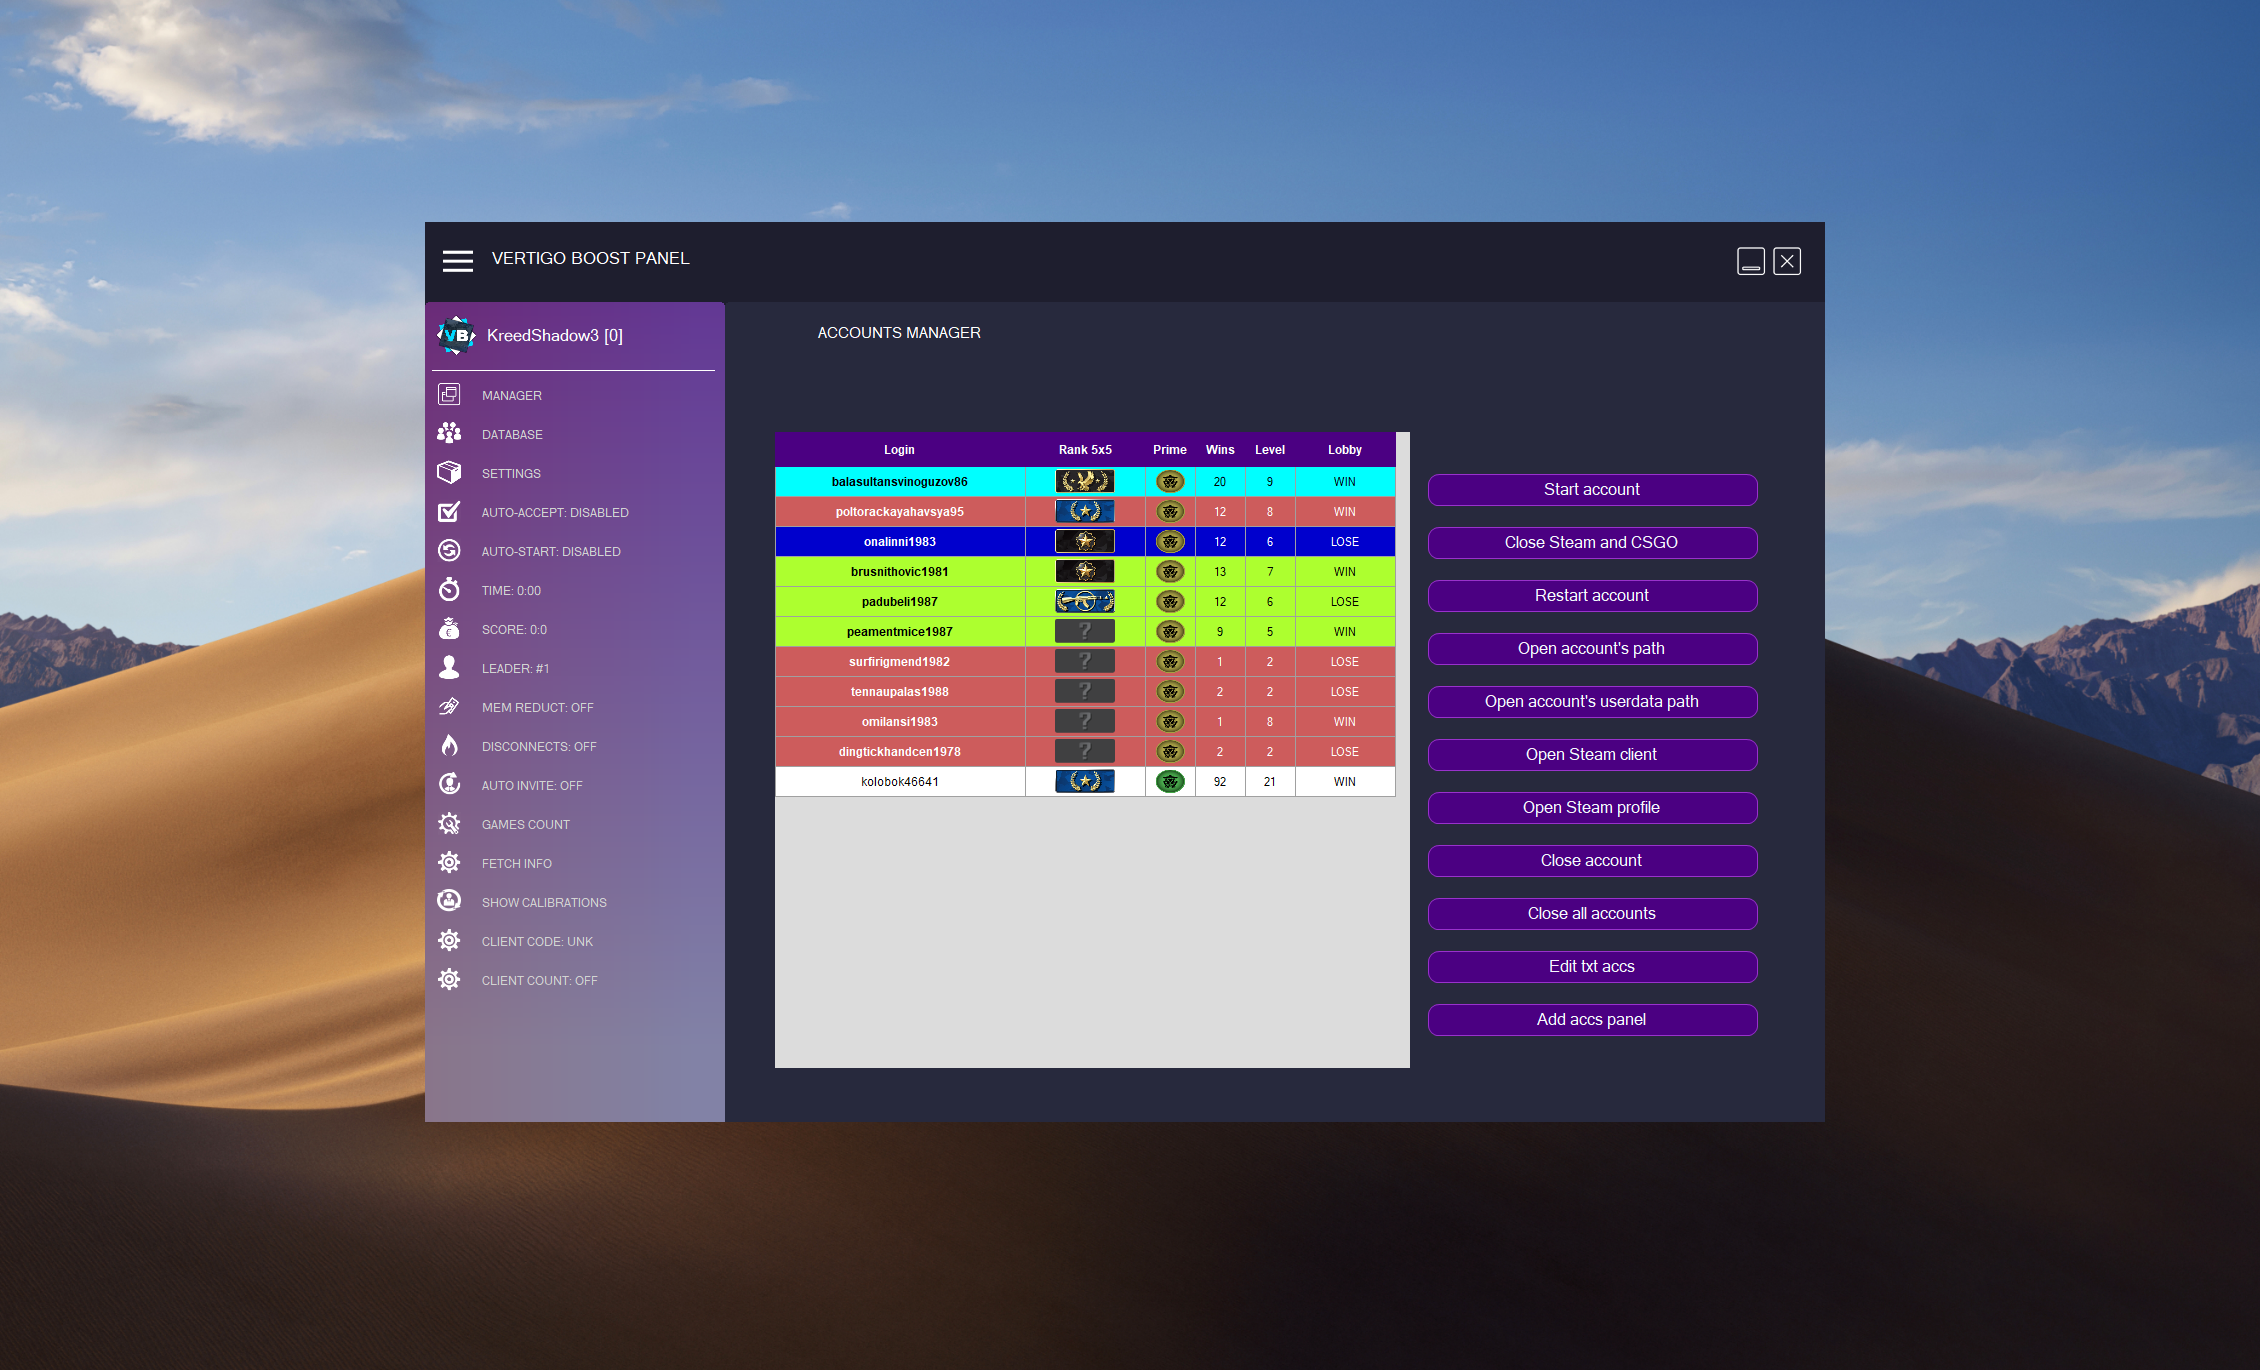 VERTIGO BOOST PANEL
VB KreedShadow3 [0]
MANAGER
DATABASE
SETTINGS
AUTO-ACCEPT: DISABLED
AUTO-START: DISABLED
TIME: 0:00
SCORE: 0:0
LEADER: #1
MEM REDUCT: OFF
DISCONNECTS: OFF
AUTO INVITE: OFF
GAMES COUNT
FETCH INFO
SHOW CALIBRATIONS
CLIENT CODE: UNK
CLIENT COUNT: OFF
ACCOUNTS MANAGER
Login Rank 5x5 Prime Wins Level Lobby
balasultansvinoguzov86 20 9 WIN
poltorackayahavsya95 12 8 WIN
onalinni1983 12 6 LOSE
brusnithovic1981 13 7 WIN
padubeli1987 12 6 LOSE
peamentmice1987 ? 9 5 WIN
surfirigmend1982 ? 1 2 LOSE
tennaupalas1988 ? 2 2 LOSE
omilansi1983 ? 1 8 WIN
dingtickhandcen1978 ? 2 2 LOSE
kolobok46641 92 21 WIN
Start account
Close Steam and CSGO
Restart account
Open account's path
Open account's userdata path
Open Steam client
Open Steam profile
Close account
Close all accounts
Edit txt accs
Add accs panel